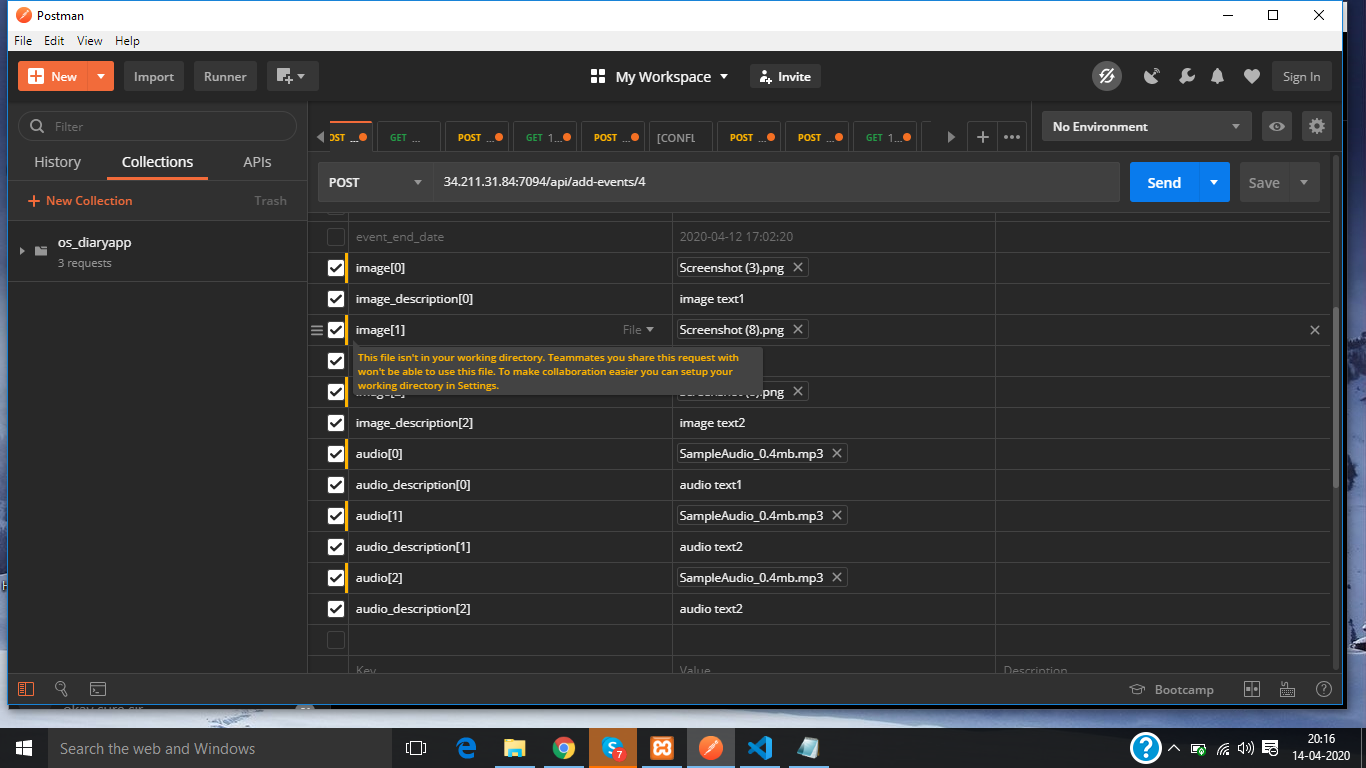 Postman
File Edit View Help
New Import Runner My Workspace Invite Sign In
Filter
OST ... GET ... POST ... GET 1... POST ... [CONFL POST ... POST ... GET 1... No Environment
History Collections APIs
POST 34.211.31.84:7094/api/add-events/4 Send Save
New Collection Trash
os_diaryapp
3 requests
event_end_date 2020-04-12 17:02:20
image[0] Screenshot (3).png
image_description[0] image text1
image[1] File Screenshot (8).png
This file isn't in your working directory. Teammates you share this request with
won't be able to use this file. To make collaboration easier you can setup your
working directory in Settings.
.png
image_description[2] image text2
audio[0] SampleAudio_0.4mb.mp3
audio_description[0] audio text1
audio[1] SampleAudio_0.4mb.mp3
audio_description[1] audio text2
audio[2] SampleAudio_0.4mb.mp3
audio_description[2] audio text2
Key Value Description
Bootcamp
okay sure sir
Search the web and Windows
7
20:16
14-04-2020